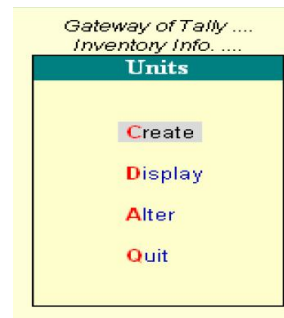 Gateway of Tally ....
Inventory Info. ....
Units
Create
Display
Alter
Quit